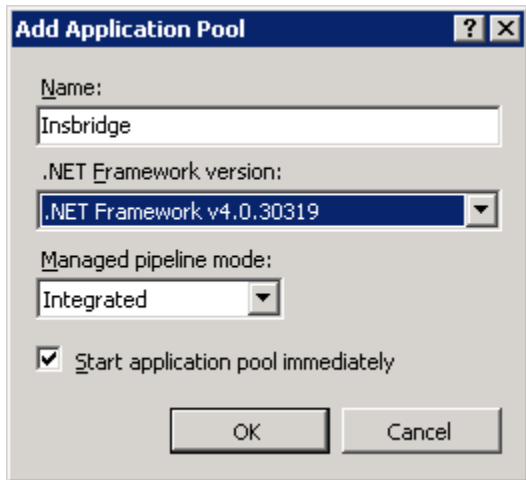 Add Application Pool
Name:
Insbridge
.NET Framework version:
.NET Framework v4.0.30319
Managed pipeline mode:
Integrated
Start application pool immediately
OK Cancel